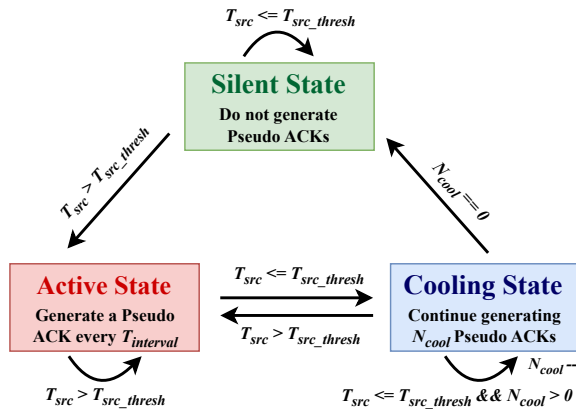 T_src <= T_src_thresh
Silent State
Do not generate
Pseudo ACKs
T_src > T_src_thresh
N_cool == 0
Active State
Generate a Pseudo
ACK every T_interval
T_src <= T_src_thresh
T_src > T_src_thresh
Cooling State
Continue generating
N_cool Pseudo ACKs
N_cool --
T_src > T_src_thresh
T_src <= T_src_thresh && N_cool > 0